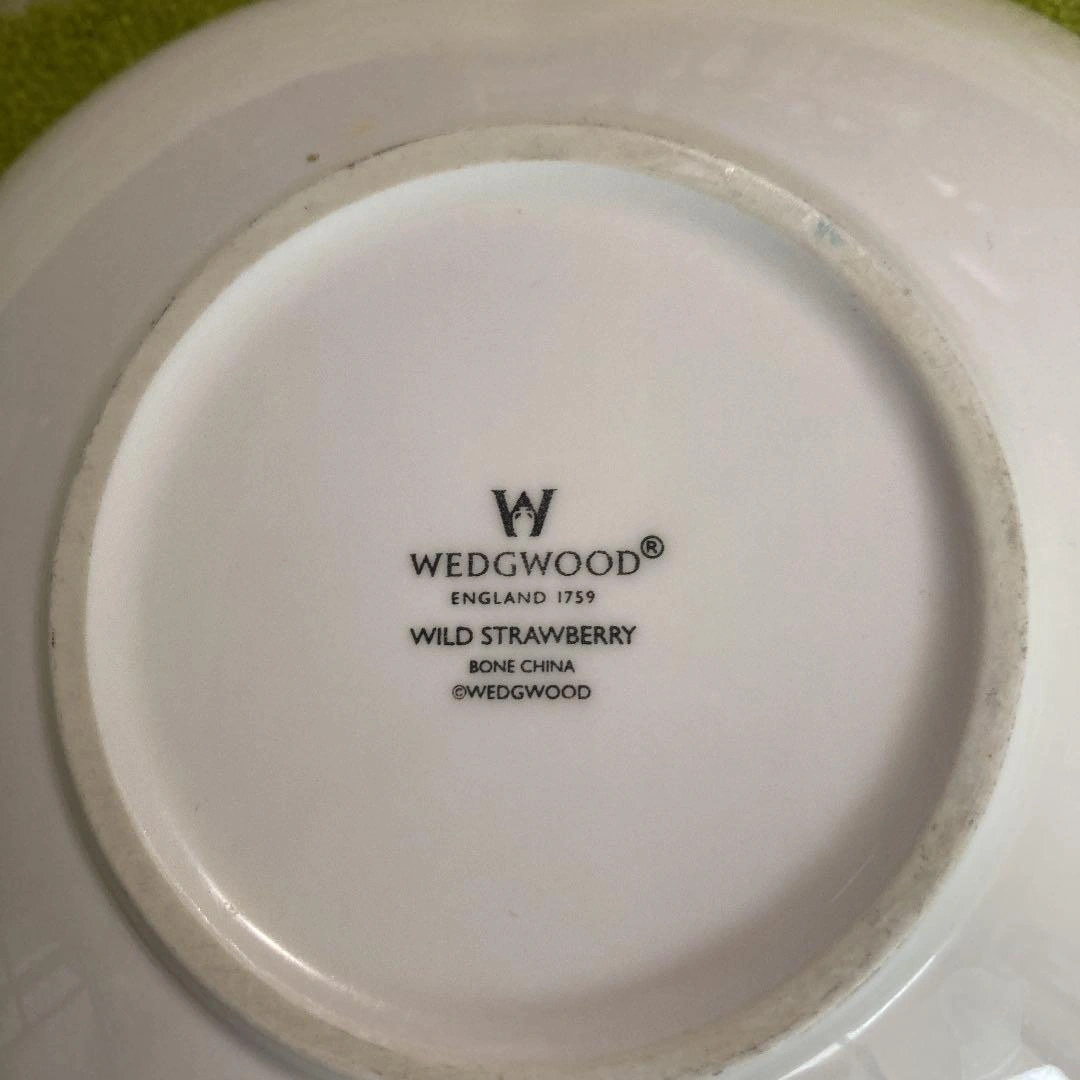 W
WEDGWOOD®
ENGLAND 1759
WILD STRAWBERRY
BONE CHINA
©WEDGWOOD